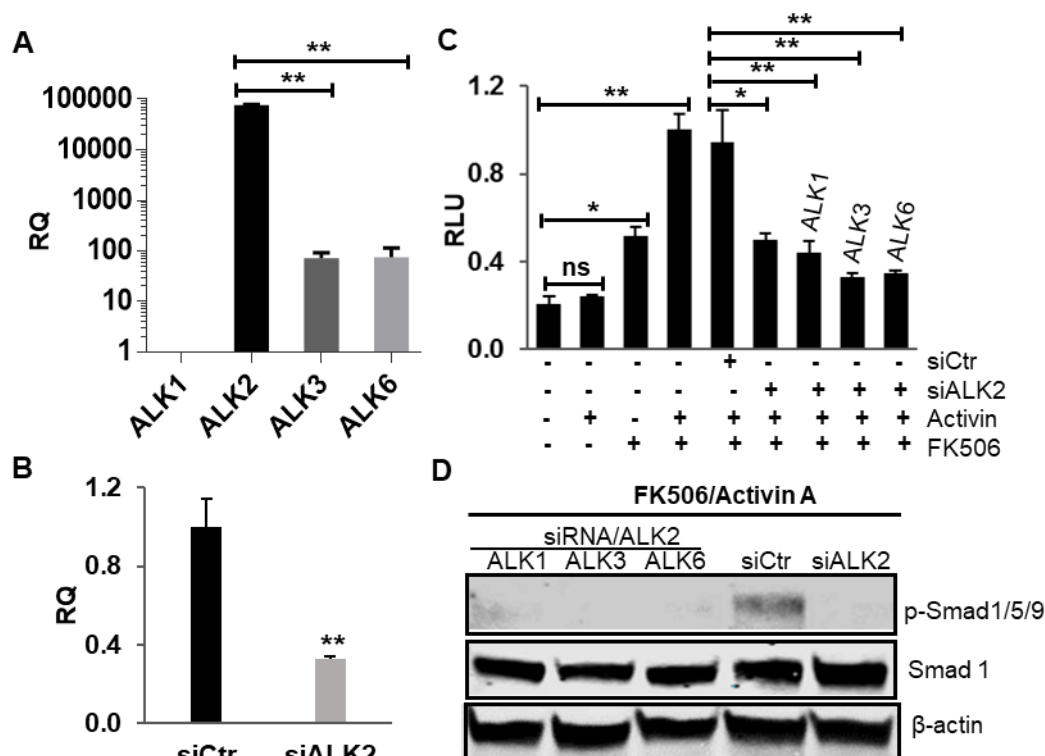 A
**
**
100000
10000
1000
100
10
1
RQ
ALK1
ALK2
ALK3
ALK6
B
1.2
0.8
0.4
0.0
RQ
**
siCtr
siALK2
C
**
**
**
** *
1.2
0.8
0.4
0.0
RLU
*
ns
ALK1
ALK3
ALK6
- - - - + - - - - siCtr
- - - - - + + + + siALK2
- + - + + + + + + Activin
- - + + + + + + + FK506
D
FK506/Activin A
siRNA/ALK2
ALK1 ALK3 ALK6 siCtr siALK2
p-Smad1/5/9
Smad 1
β-actin